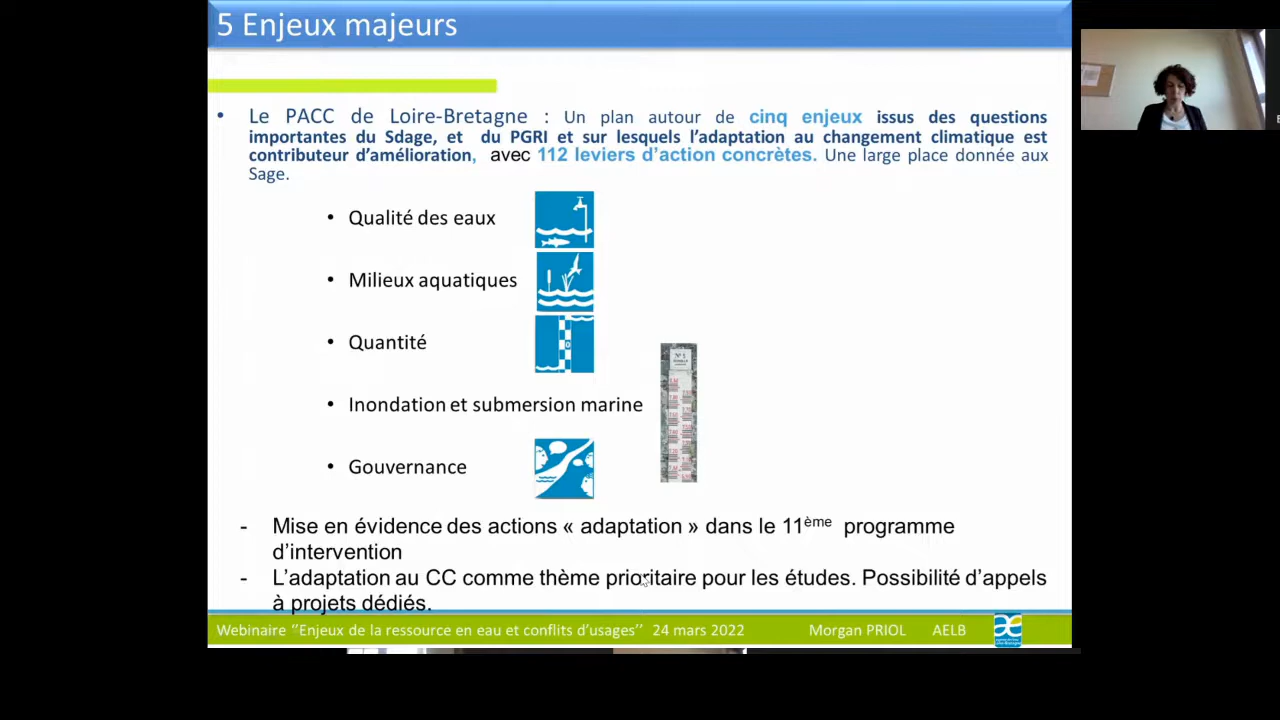 5 Enjeux majeurs
• Le PACC de Loire-Bretagne : Un plan autour de cinq enjeux issus des questions
importantes du Sdage, et du PGRI et sur lesquels l’adaptation au changement climatique est
contributeur d’amélioration, avec 112 leviers d’action concrètes. Une large place donnée aux
Sage.
• Qualité des eaux
• Milieux aquatiques
• Quantité
• Inondation et submersion marine
• Gouvernance
- Mise en évidence des actions « adaptation » dans le 11ème programme
d’intervention
- L’adaptation au CC comme thème prioritaire pour les études. Possibilité d’appels
à projets dédiés.
Webinaire ‘‘Enjeux de la ressource en eau et conflits d’usages’’ 24 mars 2022 Morgan PRIOL AELB